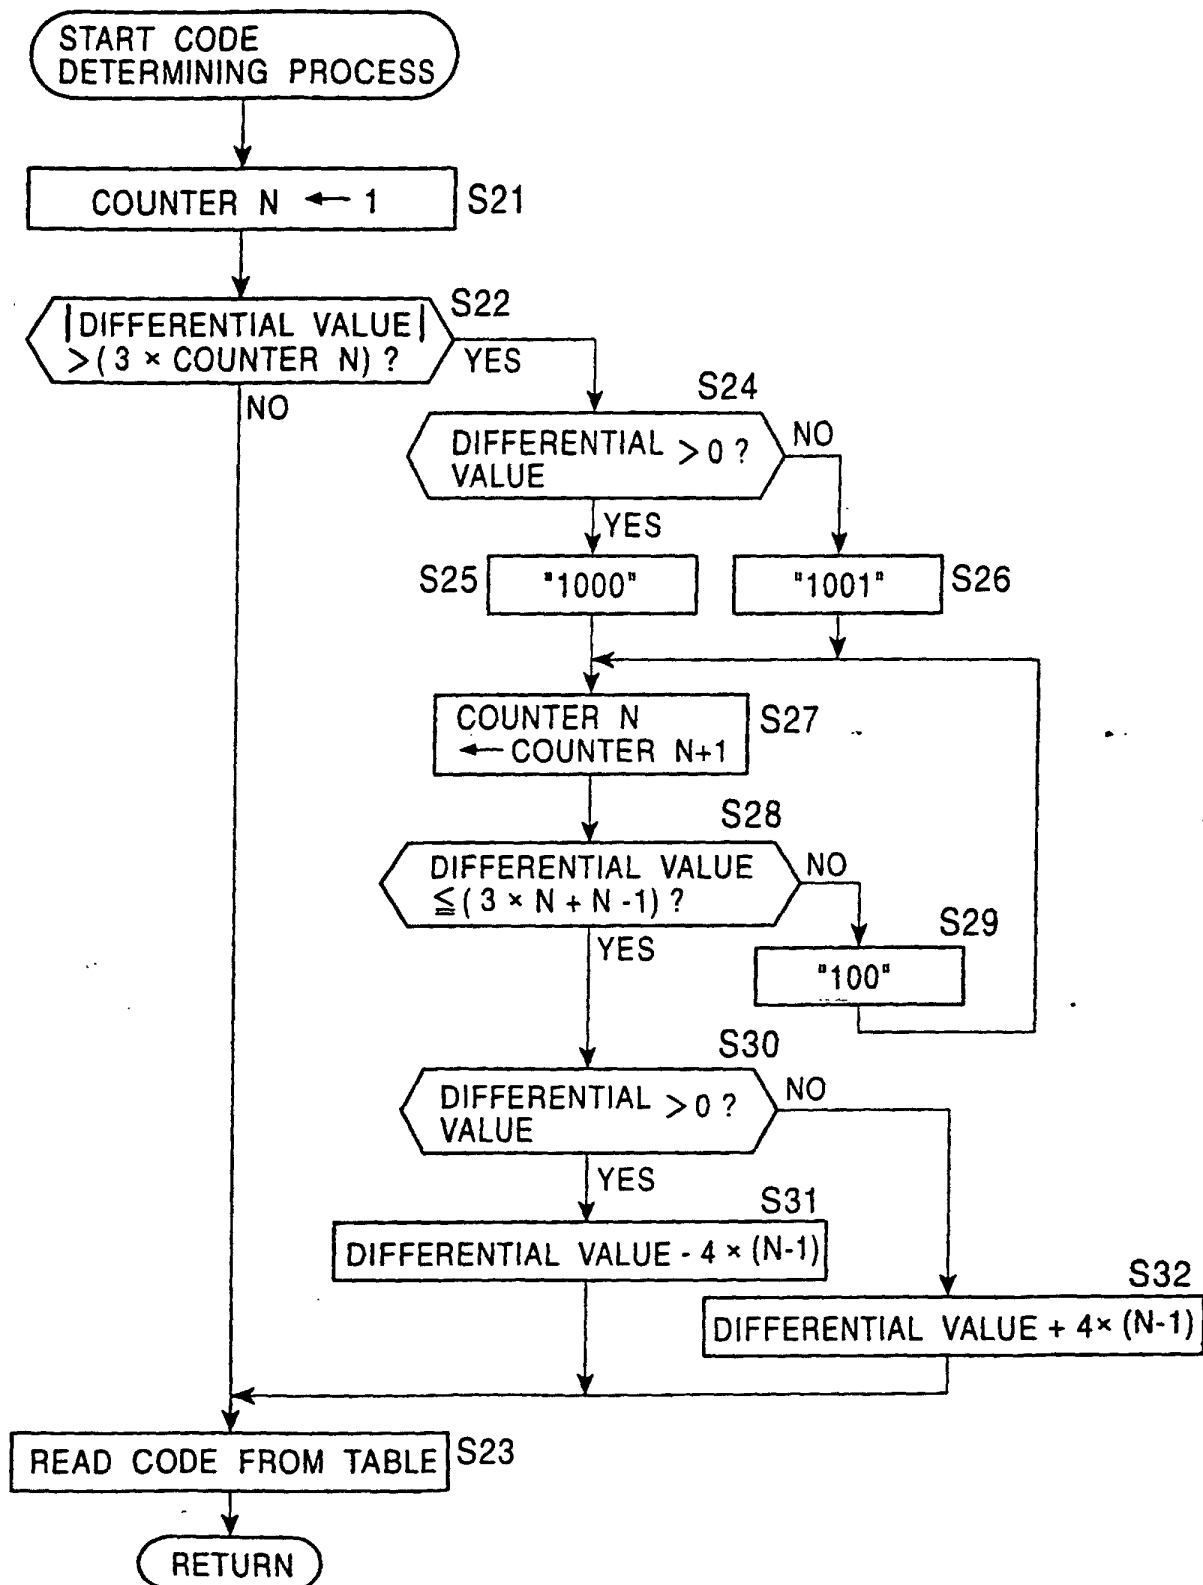 START CODE
DETERMINING PROCESS
COUNTER N ← 1
S21
S22
|DIFFERENTIAL VALUE|
>(3 × COUNTER N) ?
YES
NO
S24
DIFFERENTIAL
VALUE
>0 ?
NO
YES
S25
"1000"
"1001"
S26
COUNTER N
← COUNTER N+1
S27
S28
DIFFERENTIAL VALUE
≦(3 × N + N -1) ?
NO
YES
S29
"100"
S30
DIFFERENTIAL
VALUE
>0 ?
NO
YES
S31
DIFFERENTIAL VALUE - 4 × (N-1)
S32
DIFFERENTIAL VALUE + 4 × (N-1)
READ CODE FROM TABLE
S23
RETURN